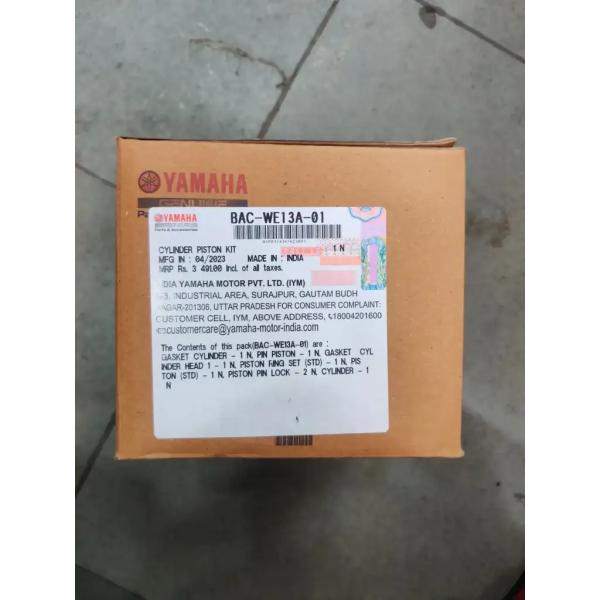 YAMAHA
GENUINE
YAMAHA
Parts & Accessories
BAC-WE13A-01
CYLINDER PISTON KIT
1 N
MFG IN : 04/2023 MADE IN : INDIA
MRP Rs. 3 491.00 Incl. of all taxes.
INDIA YAMAHA MOTOR PVT. LTD. (IYM)
INDUSTRIAL AREA, SURAJPUR, GAUTAM BUDH
NAGAR-201306, UTTAR PRADESH FOR CONSUMER COMPLAINT:
CUSTOMER CELL, IYM, ABOVE ADDRESS, 18004201600
customercare@yamaha-motor-india.com
The Contents of this pack(BAC-WE13A-01) are :
GASKET CYLINDER - 1 N, PIN PISTON - 1 N, GASKET CYL
INDER HEAD 1 - 1 N, PISTON RING SET (STD) - 1 N, PIS
TON (STD) - 1 N, PISTON PIN LOCK - 2 N, CYLINDER - 1
N